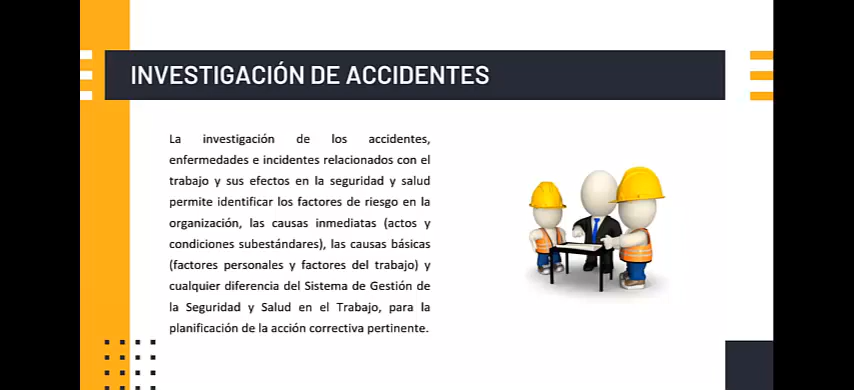 INVESTIGACIÓN DE ACCIDENTES
La investigación de los accidentes,
enfermedades e incidentes relacionados con el
trabajo y sus efectos en la seguridad y salud
permite identificar los factores de riesgo en la
organización, las causas inmediatas (actos y
condiciones subestándares), las causas básicas
(factores personales y factores del trabajo) y
cualquier diferencia del Sistema de Gestión de
la Seguridad y Salud en el Trabajo, para la
planificación de la acción correctiva pertinente.